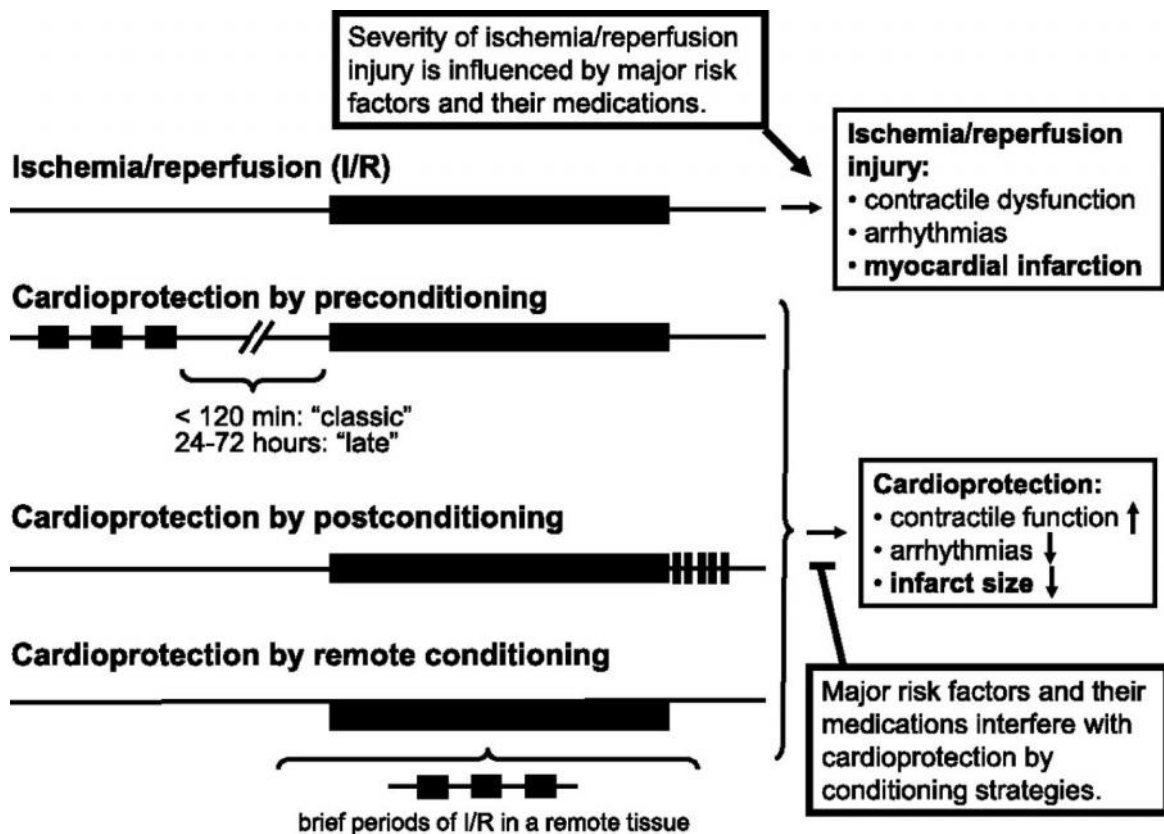 Severity of ischemia/reperfusion
injury is influenced by major risk
factors and their medications.
Ischemia/reperfusion (I/R)
Ischemia/reperfusion
injury:
• contractile dysfunction
• arrhythmias
• myocardial infarction
Cardioprotection by preconditioning
< 120 min: “classic”
24-72 hours: “late”
Cardioprotection by postconditioning
Cardioprotection:
• contractile function ↑
• arrhythmias ↓
• infarct size ↓
Cardioprotection by remote conditioning
Major risk factors and their
medications interfere with
cardioprotection by
conditioning strategies.
brief periods of I/R in a remote tissue